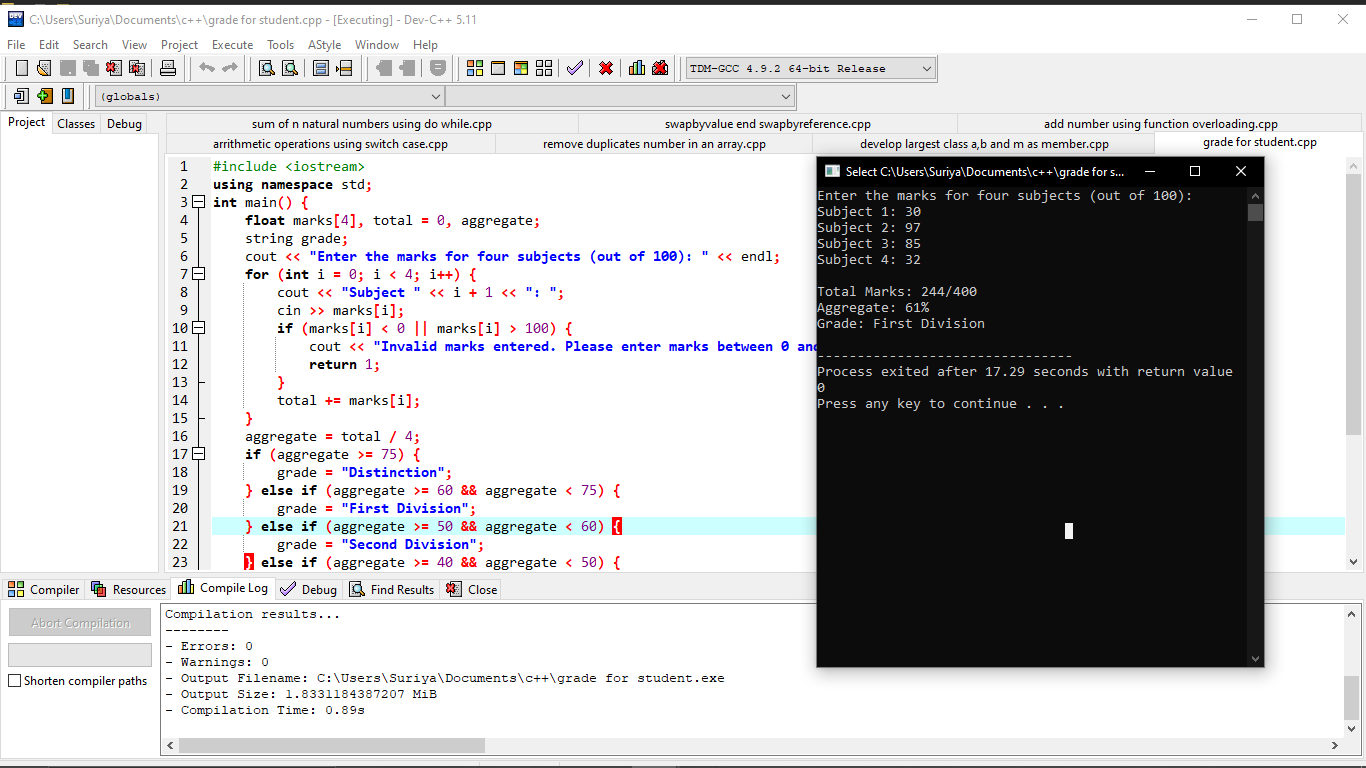 C:\Users\Suriya\Documents\c++\grade for student.cpp - [Executing] - Dev-C++ 5.11
File Edit Search View Project Execute Tools AStyle Window Help
TDM-GCC 4.9.2 64-bit Release
(globals)
Project Classes Debug
sum of n natural numbers using do while.cpp swapbyvalue end swapbyreference.cpp add number using function overloading.cpp
arrithmetic operations using switch case.cpp remove duplicates number in an array.cpp develop largest class a,b and m as member.cpp grade for student.cpp
1 #include <iostream>
2 using namespace std;
3 int main() {
4 float marks[4], total = 0, aggregate;
5 string grade;
6 cout << "Enter the marks for four subjects (out of 100): " << endl;
7 for (int i = 0; i < 4; i++) {
8 cout << "Subject " << i + 1 << ": ";
9 cin >> marks[i];
10 if (marks[i] < 0 || marks[i] > 100) {
11 cout << "Invalid marks entered. Please enter marks between 0 and
12 return 1;
13 }
14 total += marks[i];
15 }
16 aggregate = total / 4;
17 if (aggregate >= 75) {
18 grade = "Distinction";
19 } else if (aggregate >= 60 && aggregate < 75) {
20 grade = "First Division";
21 } else if (aggregate >= 50 && aggregate < 60) {
22 grade = "Second Division";
23 } else if (aggregate >= 40 && aggregate < 50) {
Select C:\Users\Suriya\Documents\c++\grade for s...
Enter the marks for four subjects (out of 100):
Subject 1: 30
Subject 2: 97
Subject 3: 85
Subject 4: 32
Total Marks: 244/400
Aggregate: 61%
Grade: First Division
--------------------------------
Process exited after 17.29 seconds with return value
0
Press any key to continue . . .
Compiler Resources Compile Log Debug Find Results Close
Abort Compilation
Shorten compiler paths
Compilation results...
--------
- Errors: 0
- Warnings: 0
- Output Filename: C:\Users\Suriya\Documents\c++\grade for student.exe
- Output Size: 1.8331184387207 MiB
- Compilation Time: 0.89s